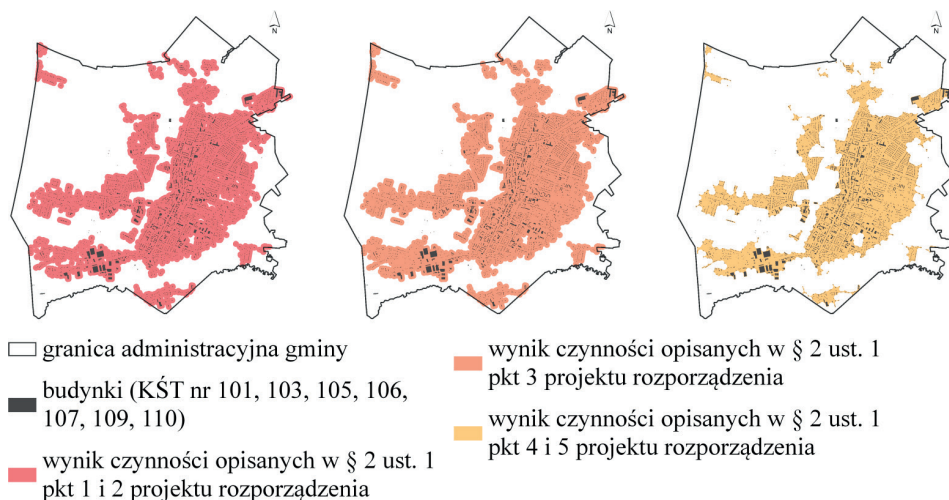 N
N
N
granica administracyjna gminy
budynki (KŚT nr 101, 103, 105, 106,
107, 109, 110)
wynik czynności opisanych w § 2 ust. 1
pkt 1 i 2 projektu rozporządzenia
wynik czynności opisanych w § 2 ust. 1
pkt 3 projektu rozporządzenia
wynik czynności opisanych w § 2 ust. 1
pkt 4 i 5 projektu rozporządzenia